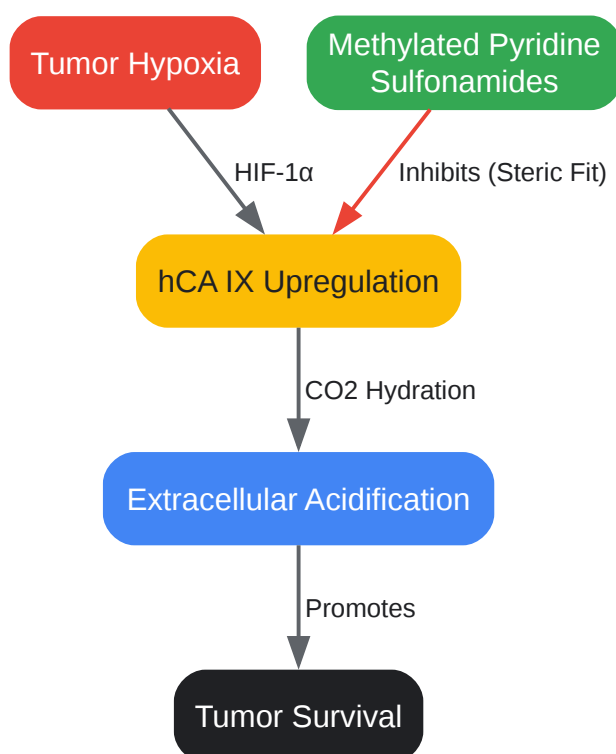 Tumor Hypoxia
Methylated Pyridine
Sulfonamides
HIF-1α
Inhibits (Steric Fit)
hCA IX Upregulation
CO2 Hydration
Extracellular Acidification
Promotes
Tumor Survival